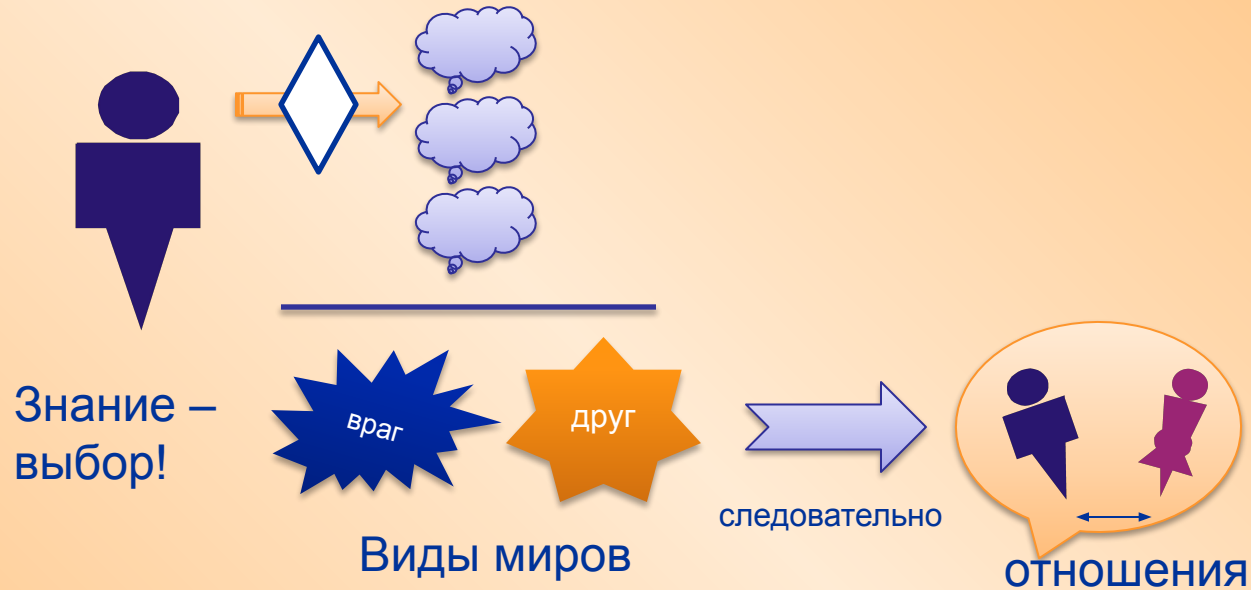 Знание –
выбор!
враг
друг
Виды миров
следовательно
отношения